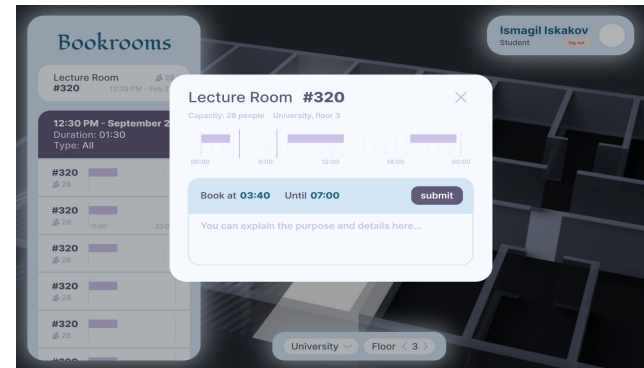 Bookrooms
Ismagil Iskakov
Student
log out
Lecture Room
28
#320
12:30 PM - Feb 2
12:30 PM - September 2
Duration: 01:30
Type: All
#320
28
#320
28
15:00
#320
28
#320
28
#320
28
#320
Lecture Room #320
Capacity: 28 people University, floor 3
00:00 6:00 12:00 18:00 00:00
Book at 03:40 Until 07:00 submit
You can explain the purpose and details here...
University Floor 3